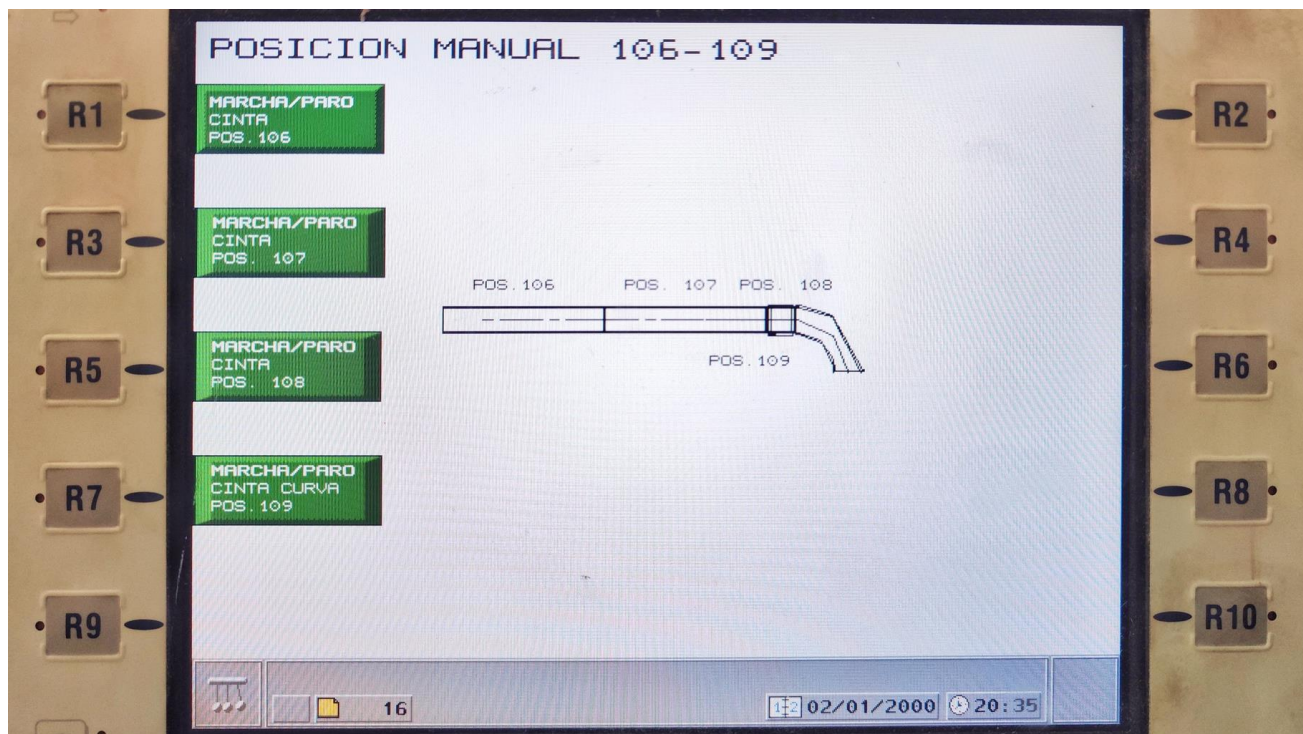 POSICION MANUAL 106-109
R1
MARCHA/PARO
CINTA
POS.106
R2
R3
MARCHA/PARO
CINTA
POS. 107
R4
POS.106 POS. 107 POS. 108
R5
MARCHA/PARO
CINTA
POS. 108
POS.109
R6
R7
MARCHA/PARO
CINTA CURVA
POS.109
R8
R9
R10
16
1 2 02/01/2000 20:35